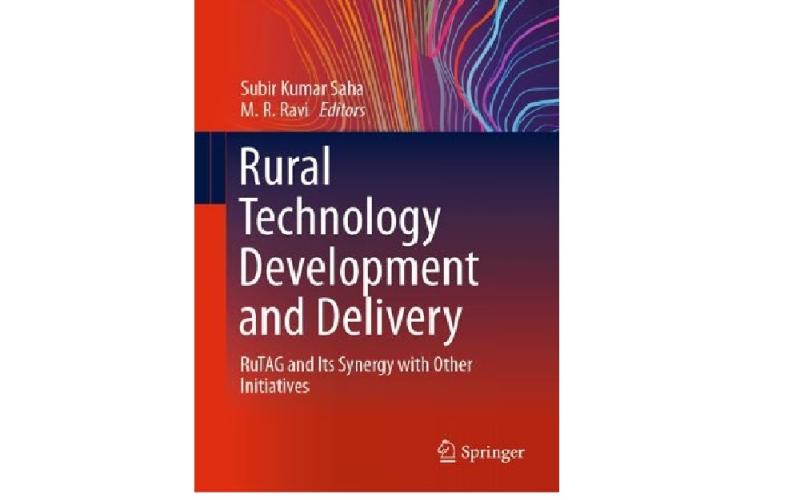 Subir Kumar Saha
M. R. Ravi Editors
Rural
Technology
Development
and Delivery
RuTAG and Its Synergy with Other
Initiatives
Springer